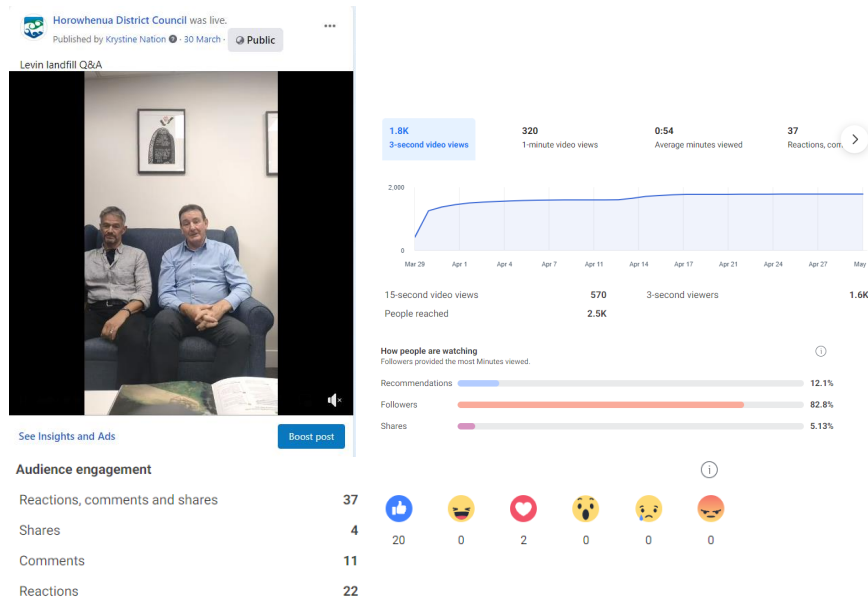 Horowhenua District Council was live.
Published by Krystine Nation · 30 March · Public
Levin landfill Q&A
See Insights and Ads
Boost post
Audience engagement
Reactions, comments and shares 37
Shares 4
Comments 11
Reactions 22
1.8K 320 0:54 37
3-second video views 1-minute video views Average minutes viewed Reactions, com
2,000
0
Mar 29 Apr 1 Apr 4 Apr 7 Apr 11 Apr 14 Apr 17 Apr 21 Apr 24 Apr 27 May
15-second video views 570 3-second viewers 1.6K
People reached 2.5K
How people are watching
Followers provided the most Minutes viewed.
Recommendations 12.1%
Followers 82.8%
Shares 5.13%
20 0 2 0 0 0